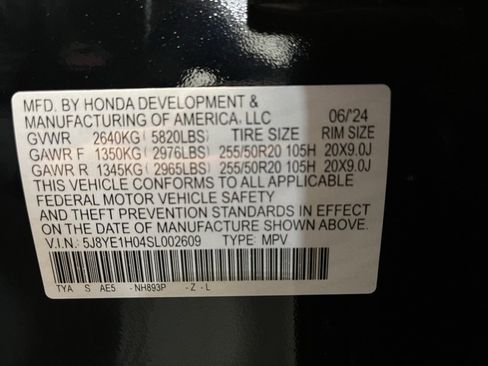 MFD. BY HONDA DEVELOPMENT &
MANUFACTURING OF AMERICA, LLC 06/'24
GVWR 2640KG( 5820LBS) TIRE SIZE RIM SIZE
GAWR F 1350KG( 2976LBS) 255/50R20 105H 20X9.0J
GAWR R 1345KG( 2965LBS) 255/50R20 105H 20X9.0J
THIS VEHICLE CONFORMS TO ALL APPLICABLE
FEDERAL MOTOR VEHICLE SAFETY
AND THEFT PREVENTION STANDARDS IN EFFECT
ON THE DATE OF MANUFACTURE SHOWN ABOVE.
V.I.N.: 5J8YE1H04SL002609 TYPE: MPV
TYA S AE5 -NH893P -Z-L